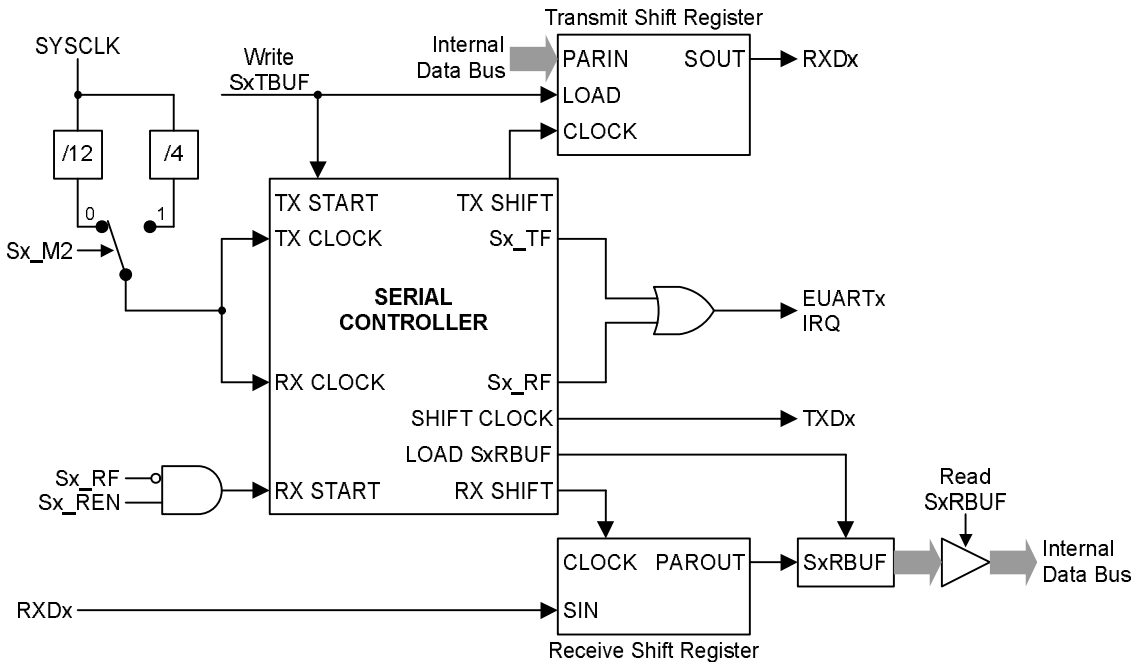 Transmit Shift Register
SYSCLK
Write
SxTBUF
Internal
Data Bus
PARIN
SOUT
RXDx
LOAD
CLOCK
/12
/4
0
1
Sx_M2
TX START
TX SHIFT
TX CLOCK
Sx_TF
SERIAL
CONTROLLER
EUARTx
IRQ
RX CLOCK
Sx_RF
SHIFT CLOCK
TXDx
LOAD SxRBUF
Sx_RF
Sx_REN
RX START
RX SHIFT
Read
SxRBUF
CLOCK
PAROUT
SxRBUF
Internal
Data Bus
RXDx
SIN
Receive Shift Register